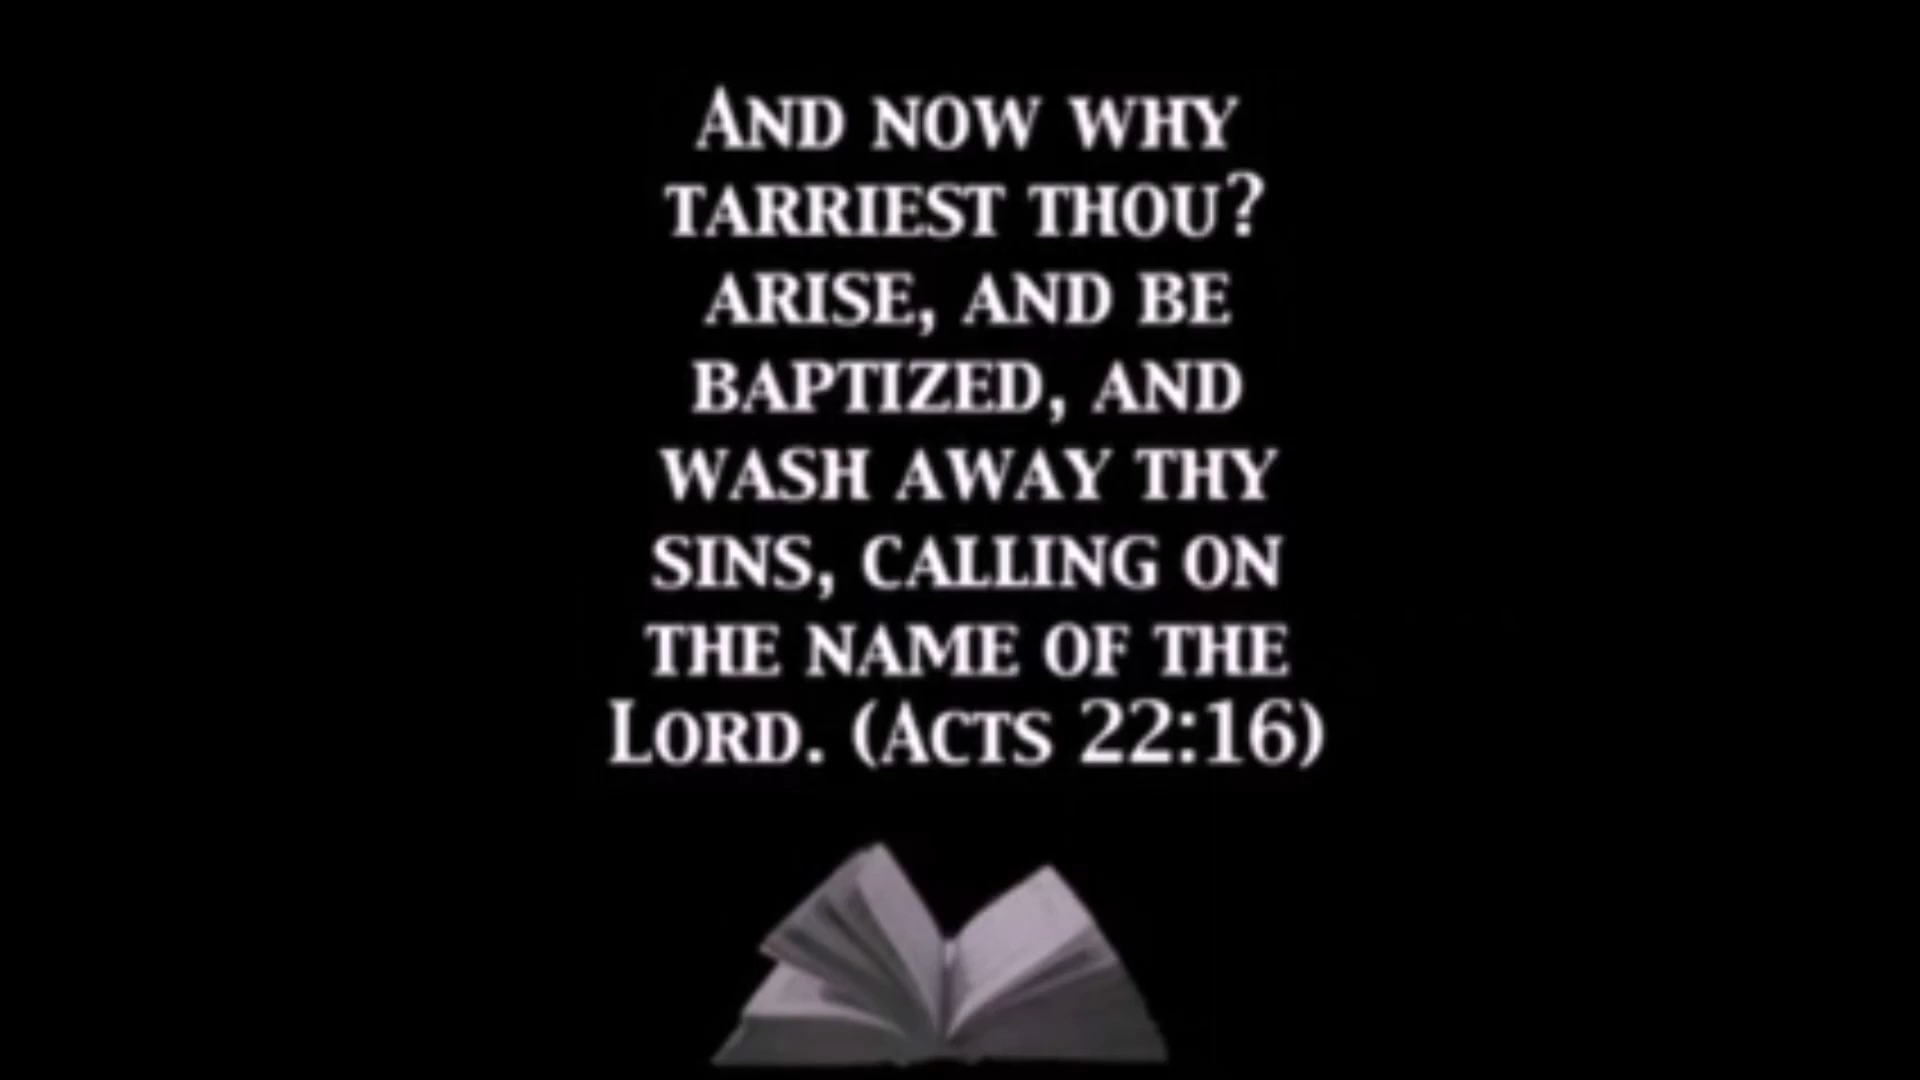 And now why
tarriest thou?
arise, and be
baptized, and
wash away thy
sins, calling on
the name of the
Lord. (Acts 22:16)